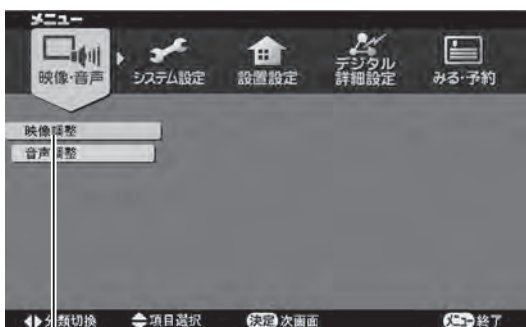 メニュー
映像・音声 システム設定 設置設定 デジタル詳細設定 みる・予約
映像調整
音声調整
分類切換 項目選択 決定 次画面 メニュー 終了